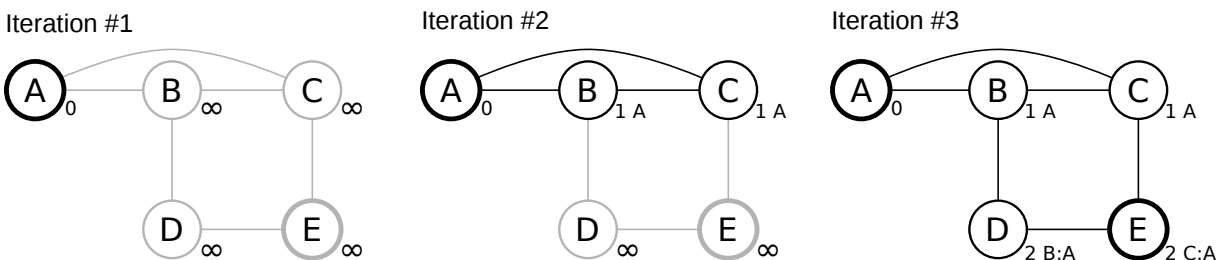 Iteration #1
A
0
B
∞
C
∞
D
∞
E
∞
Iteration #2
A
0
B
1 A
C
1 A
D
∞
E
∞
Iteration #3
A
0
B
1 A
C
1 A
D
2 B:A
E
2 C:A